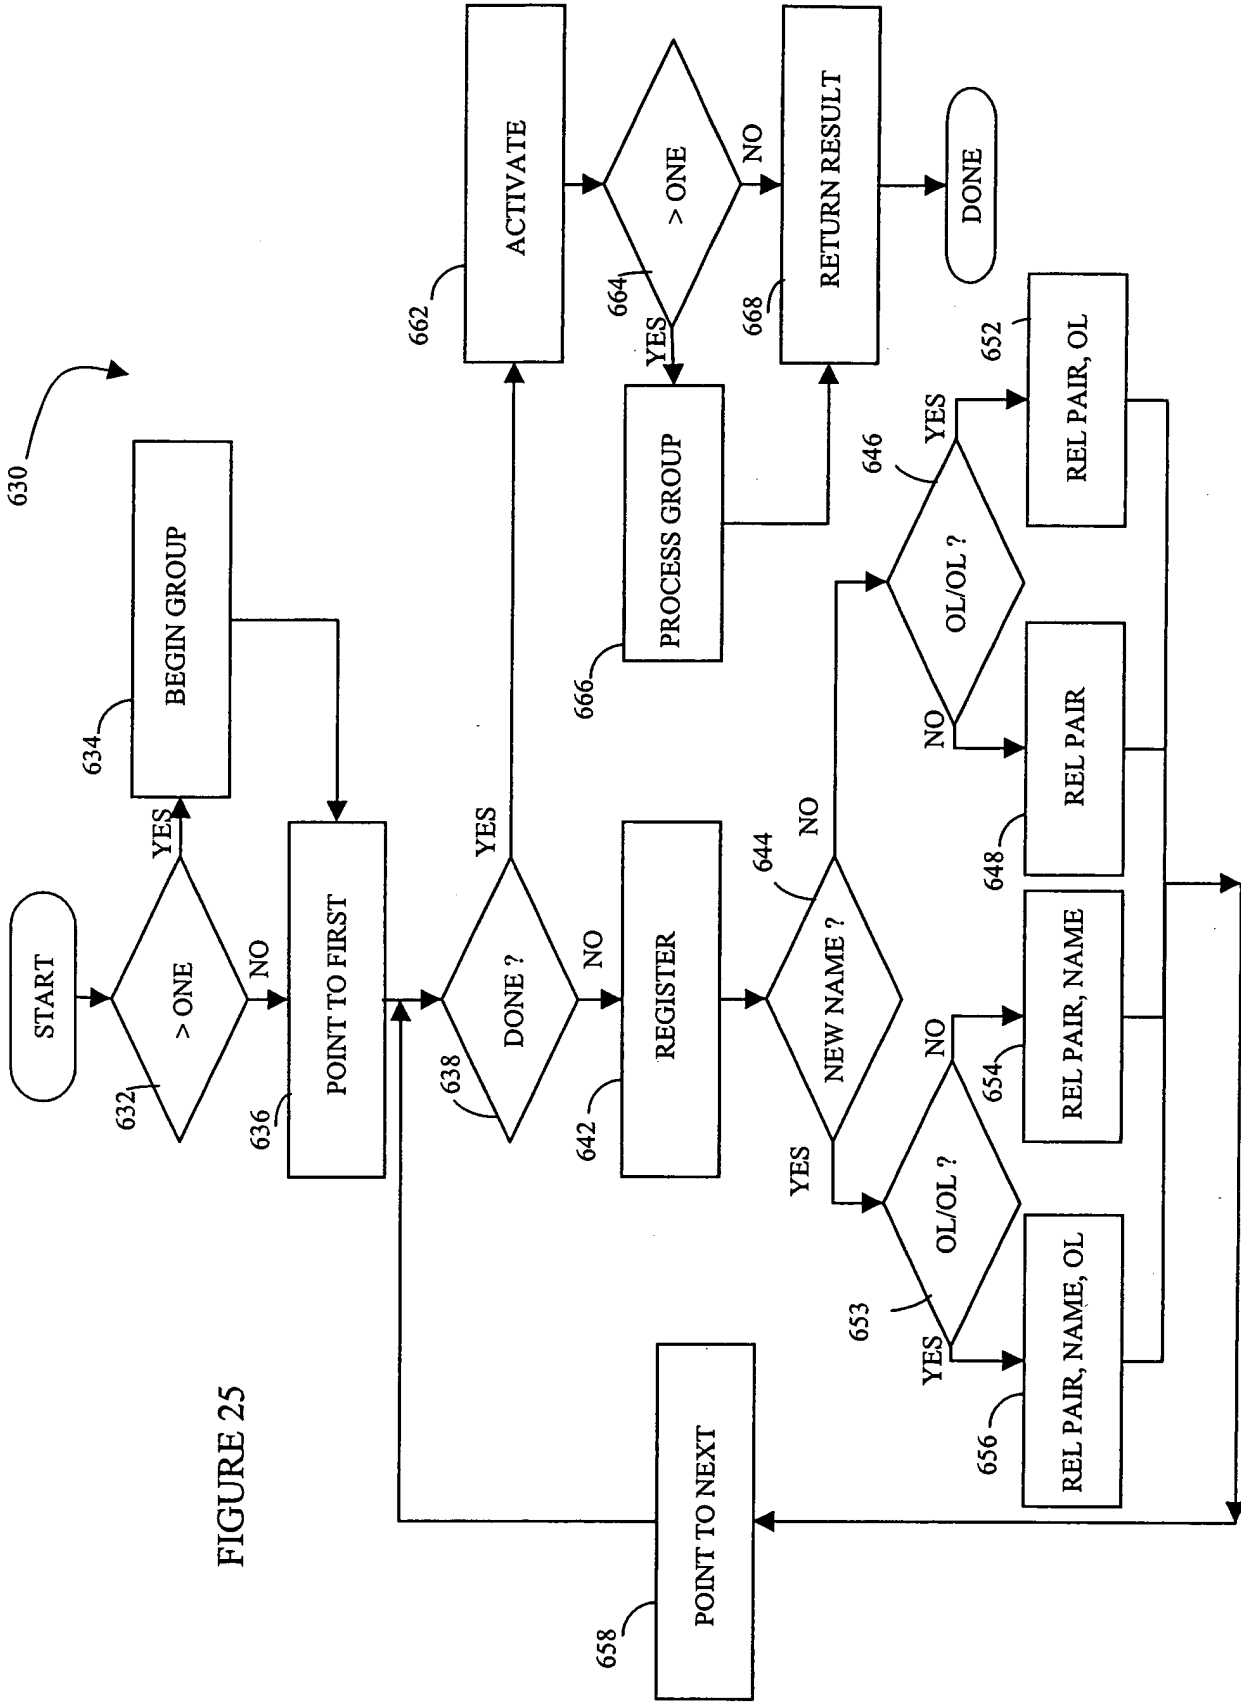 FIGURE 25
630
START
632
> ONE
YES
NO
634
BEGIN GROUP
636
POINT TO FIRST
638
DONE ?
YES
NO
642
REGISTER
644
NEW NAME ?
YES
NO
653
OL/OL ?
YES
NO
646
OL/OL ?
NO
YES
656
REL PAIR, NAME, OL
654
REL PAIR, NAME
648
REL PAIR
652
REL PAIR, OL
658
POINT TO NEXT
662
ACTIVATE
664
> ONE
YES
NO
666
PROCESS GROUP
668
RETURN RESULT
DONE